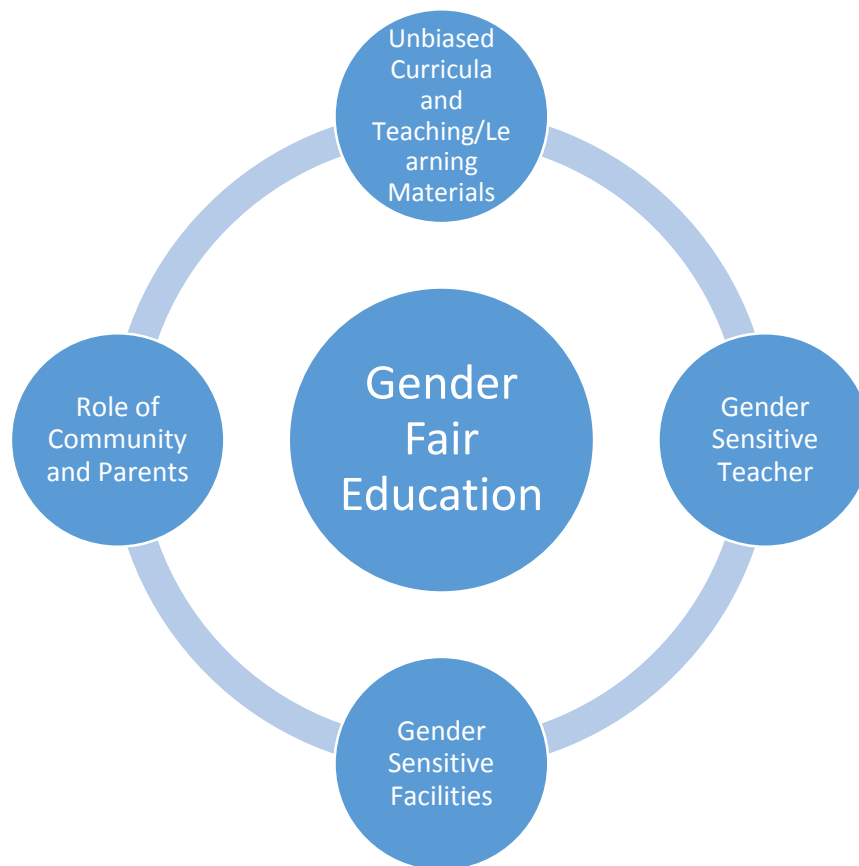 Unbiased
Curricula
and
Teaching/Le
arning
Materials
Gender
Fair
Education
Role of
Community
and Parents
Gender
Sensitive
Teacher
Gender
Sensitive
Facilities